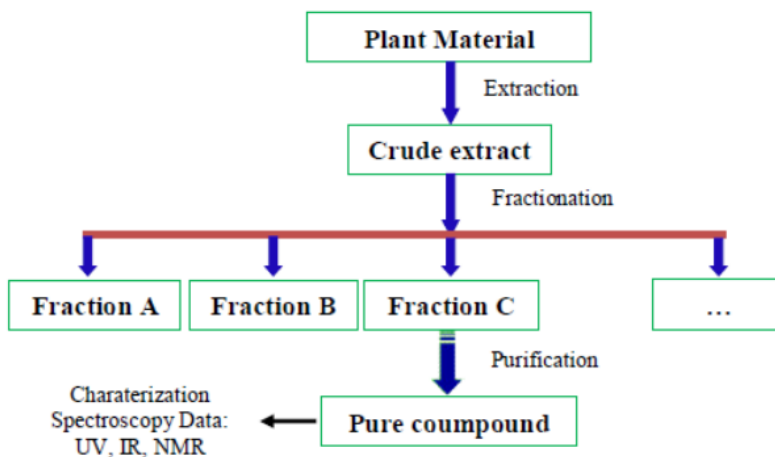 Plant Material
Extraction
Crude extract
Fractionation
Fraction A
Fraction B
Fraction C
...
Purification
Charaterization
Spectroscopy Data:
UV, IR, NMR
Pure coumpound